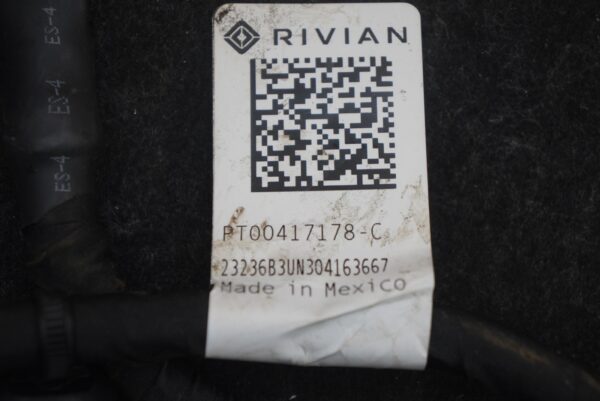 RIVIAN
PT00417178-C
23236B3UN304163667
Made in Mexico
ES-4
ES-4
ES-4